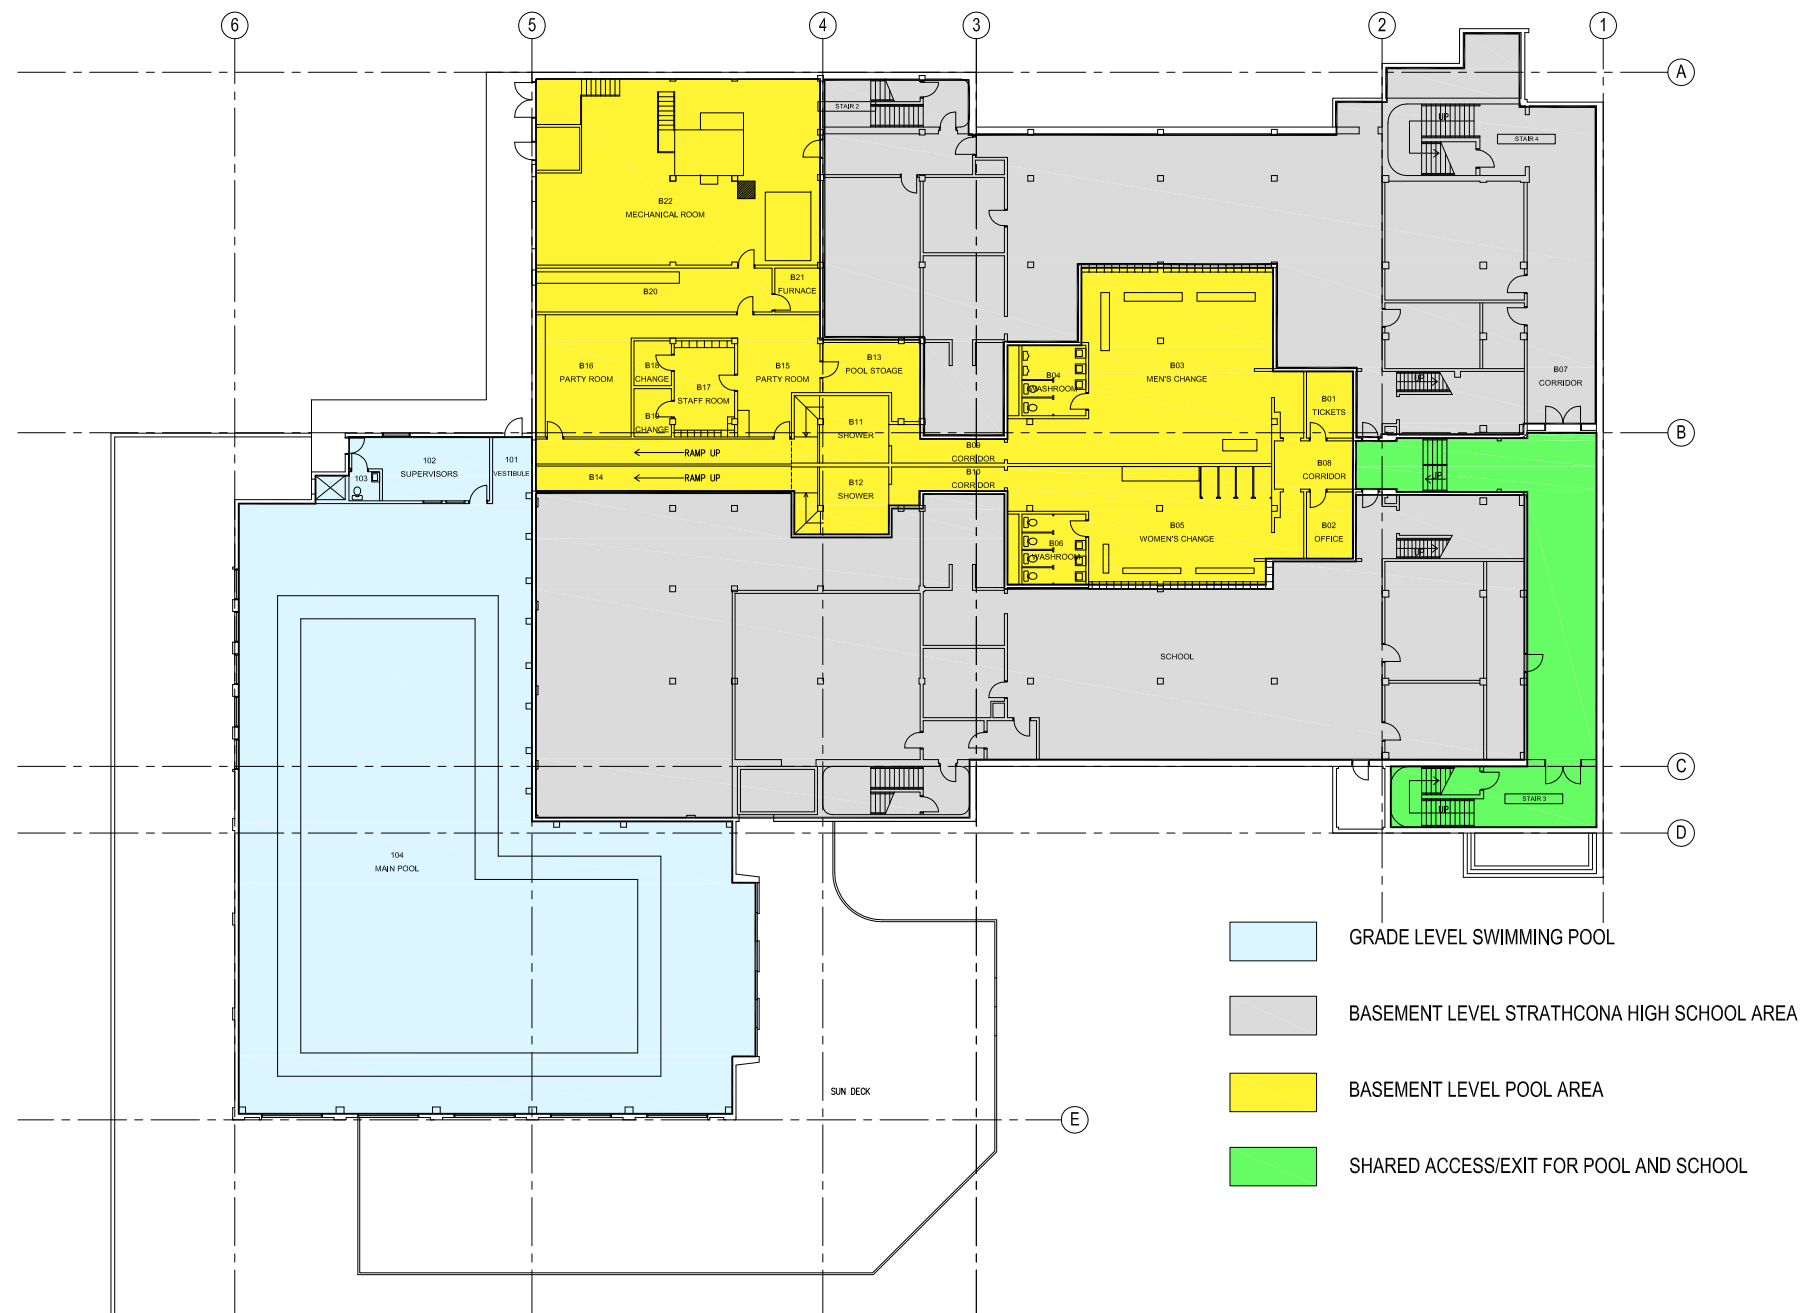 6
5
4
3
2
1
A
STAIR 2
UP
STAIR 4
B22
MECHANICAL ROOM
B20
B21
FURNACE
B16
PARTY ROOM
B18
CHANGE
B17
STAFF ROOM
B19
CHANGE
B15
PARTY ROOM
B13
POOL STOAGE
B04
WASHROOM
B03
MEN'S CHANGE
B01
TICKETS
UP
B07
CORRIDOR
B
B11
SHOWER
B09
CORRIDOR
RAMP UP
102
SUPERVISORS
101
VESTIBULE
103
B14
RAMP UP
B12
SHOWER
B10
CORRIDOR
B08
CORRIDOR
UP
B06
WASHROOM
B05
WOMEN'S CHANGE
B02
OFFICE
UP
SCHOOL
C
STAIR 3
UP
D
104
MAIN POOL
SUN DECK
E
GRADE LEVEL SWIMMING POOL
BASEMENT LEVEL STRATHCONA HIGH SCHOOL AREA
BASEMENT LEVEL POOL AREA
SHARED ACCESS/EXIT FOR POOL AND SCHOOL